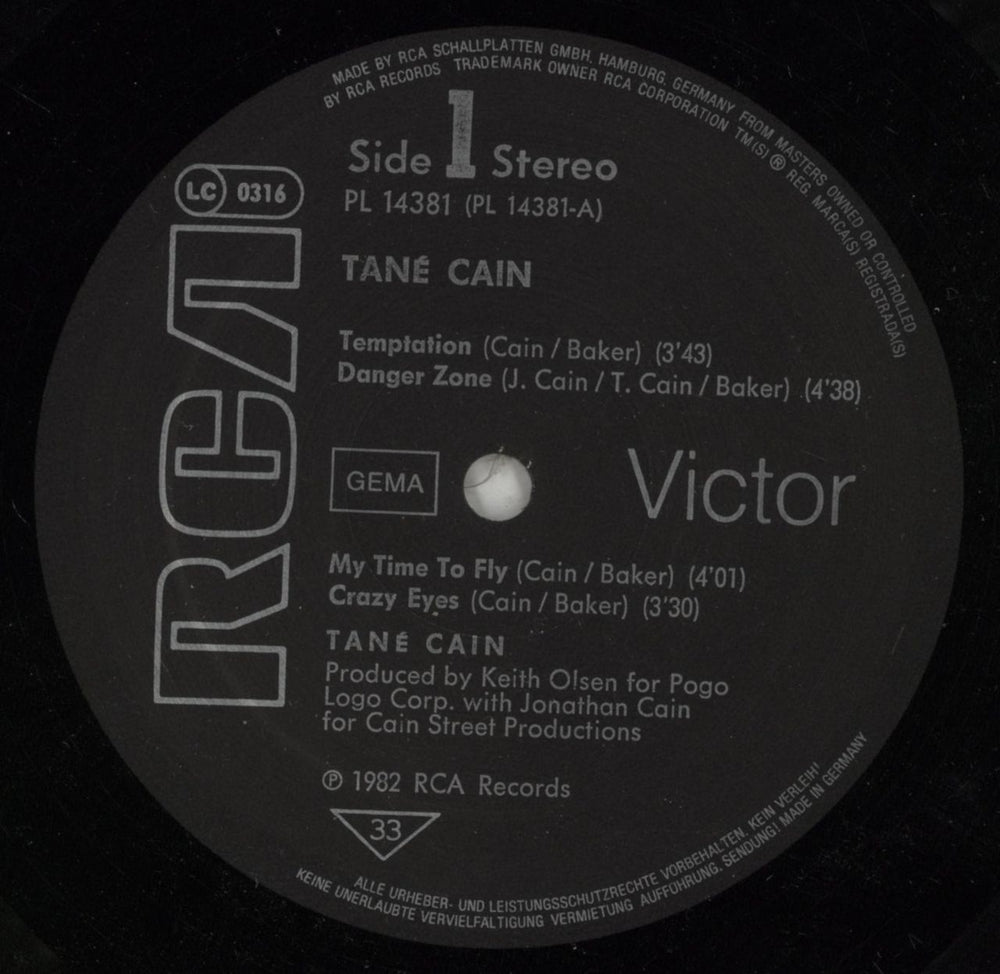 MADE BY RCA SCHALLPLATTEN GMBH, HAMBURG, GERMANY FROM MASTERS OWNED OR CONTROLLED
BY RCA RECORDS TRADEMARK OWNER RCA CORPORATION TM(S) ® REG. MARCA(S) REGISTRADA(S)
Side 1 Stereo
PL 14381 (PL 14381-A)
LC 0316
RCA
TANÉ CAIN
Temptation (Cain / Baker) (3'43)
Danger Zone (J. Cain / T. Cain / Baker) (4'38)
GEMA
Victor
My Time To Fly (Cain / Baker) (4'01)
Crazy Eyes (Cain / Baker) (3'30)
TANÉ CAIN
Produced by Keith Olsen for Pogo
Logo Corp. with Jonathan Cain
for Cain Street Productions
℗ 1982 RCA Records
33
ALLE URHEBER- UND LEISTUNGSSCHUTZRECHTE VORBEHALTEN. KEIN VERLEIH!
KEINE UNERLAUBTE VERVIELFÄLTIGUNG VERMIETUNG AUFFÜHRUNG, SENDUNG! MADE IN GERMANY